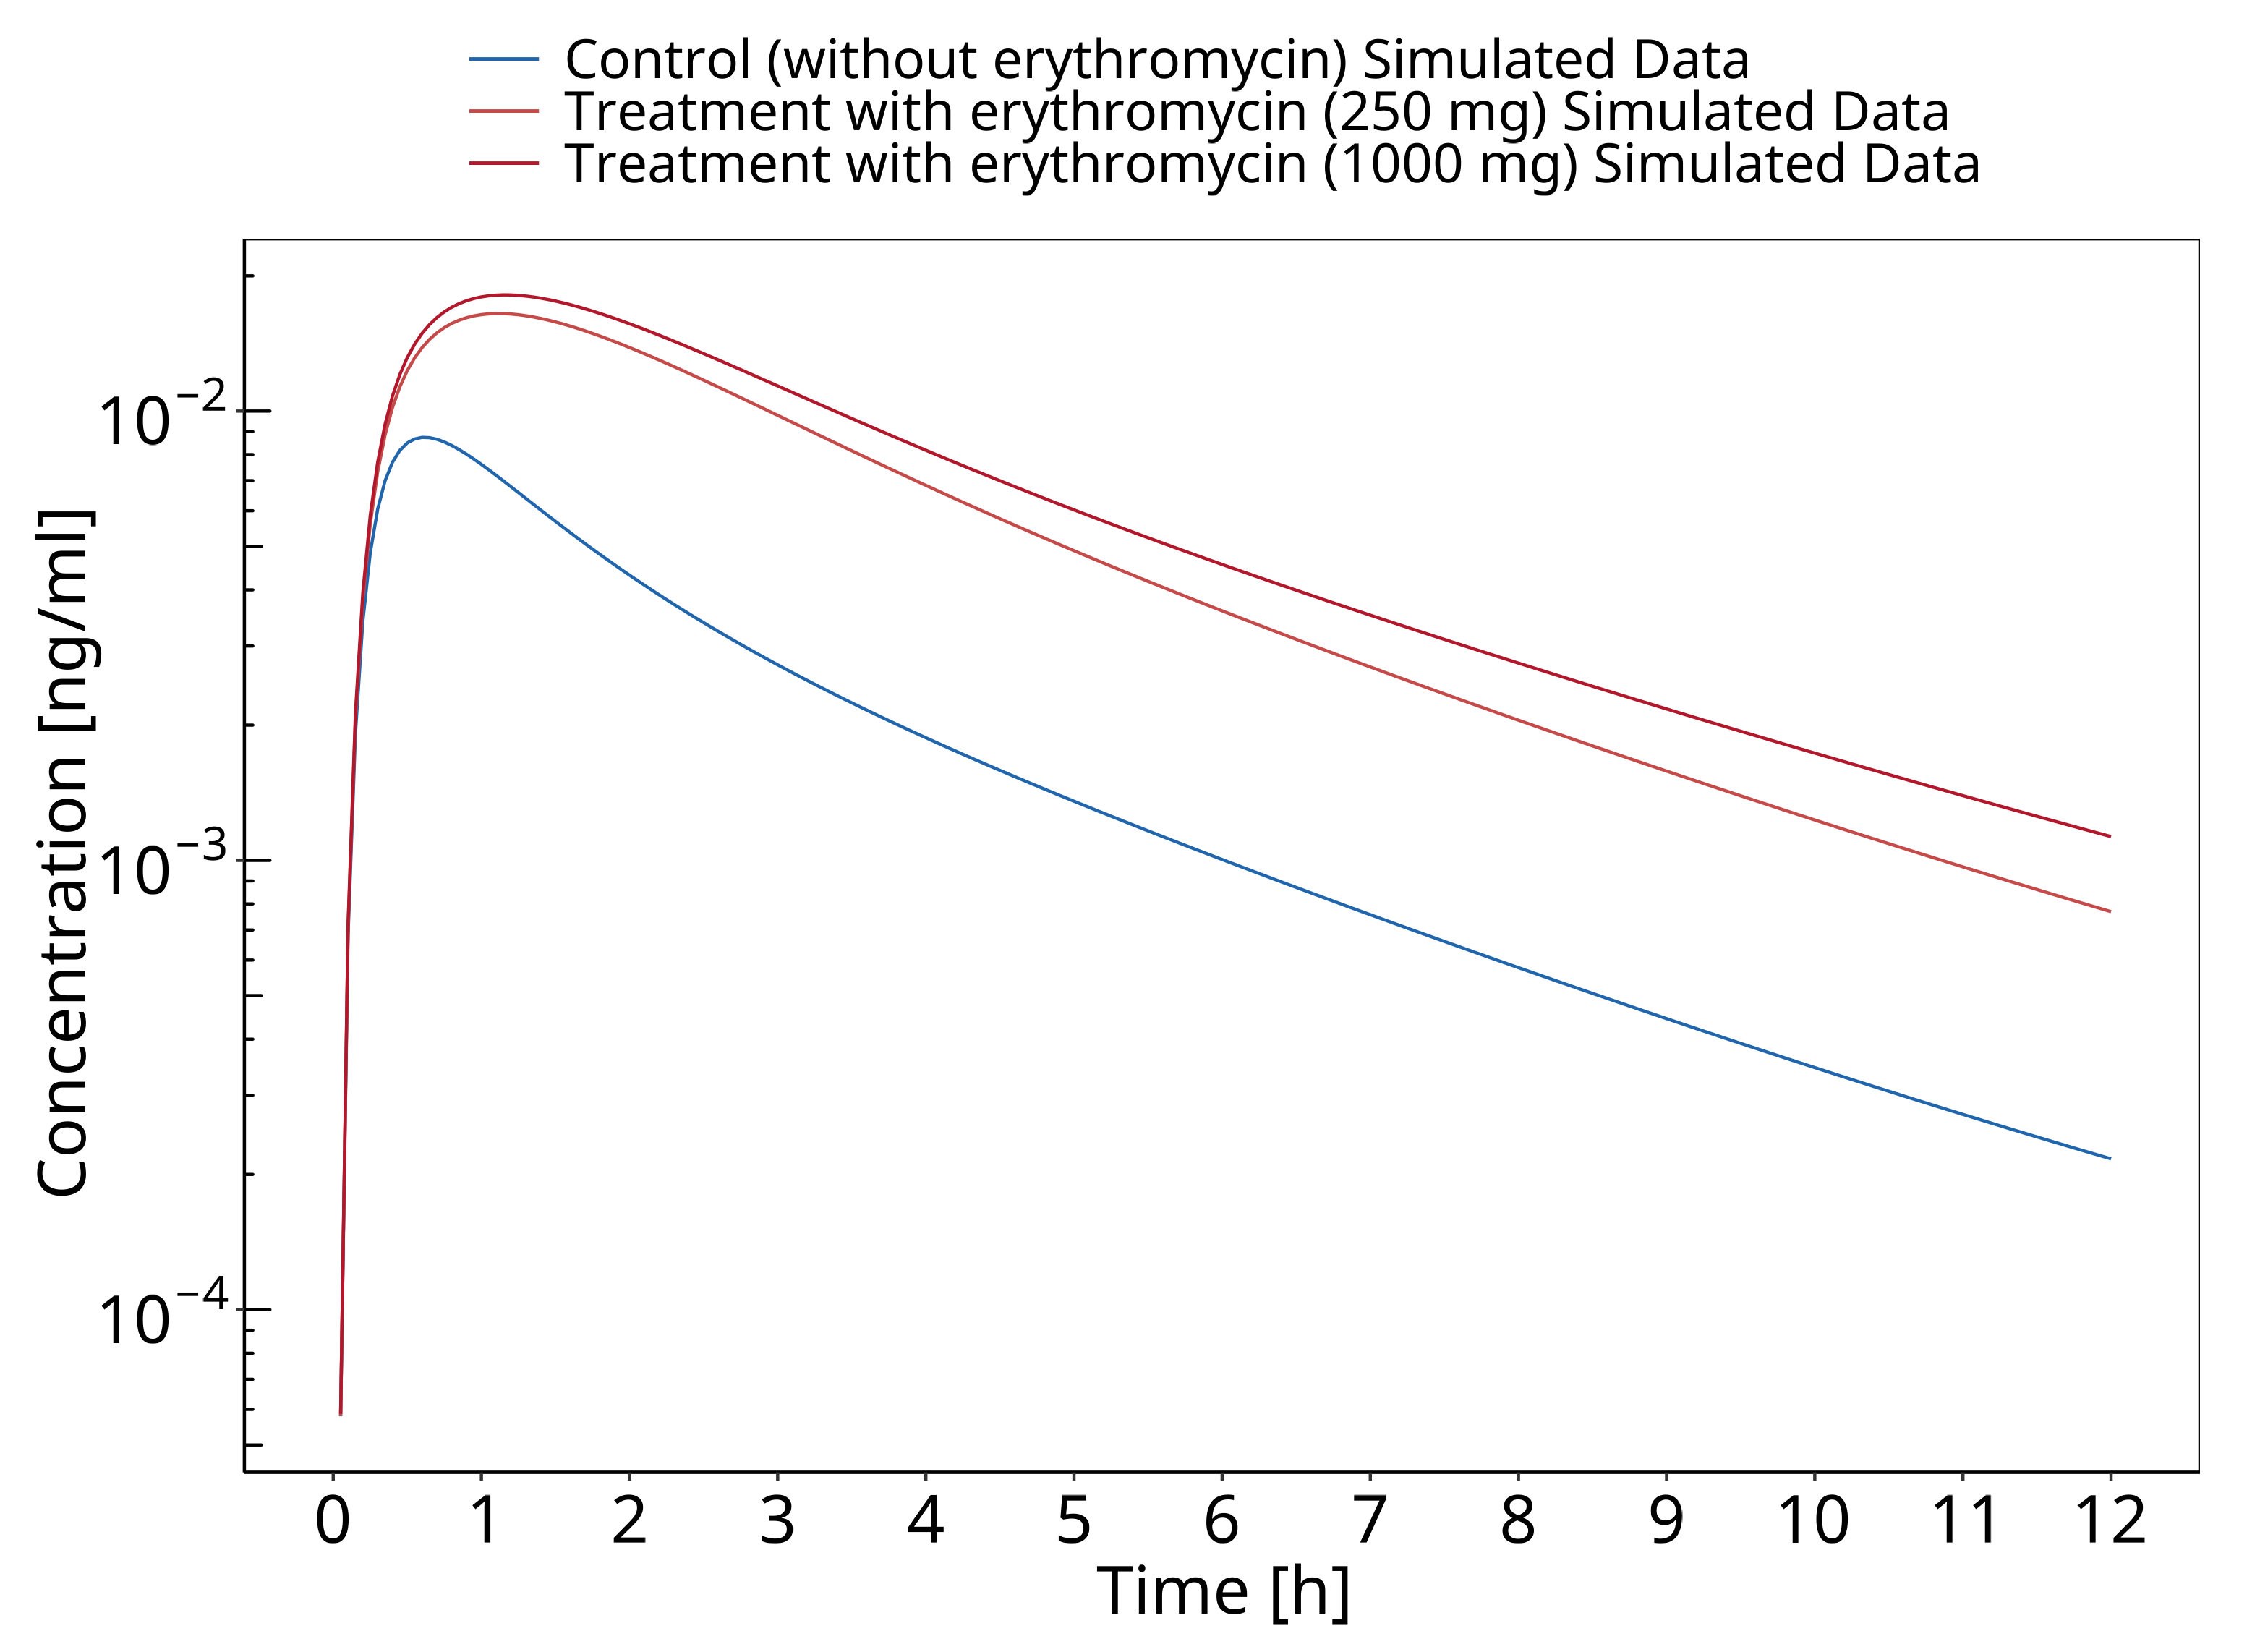 Control (without erythromycin) Simulated Data
Treatment with erythromycin (250 mg) Simulated Data
Treatment with erythromycin (1000 mg) Simulated Data
Concentration [ng/ml]
10⁻²
10⁻³
10⁻⁴
0 1 2 3 4 5 6 7 8 9 10 11 12
Time [h]